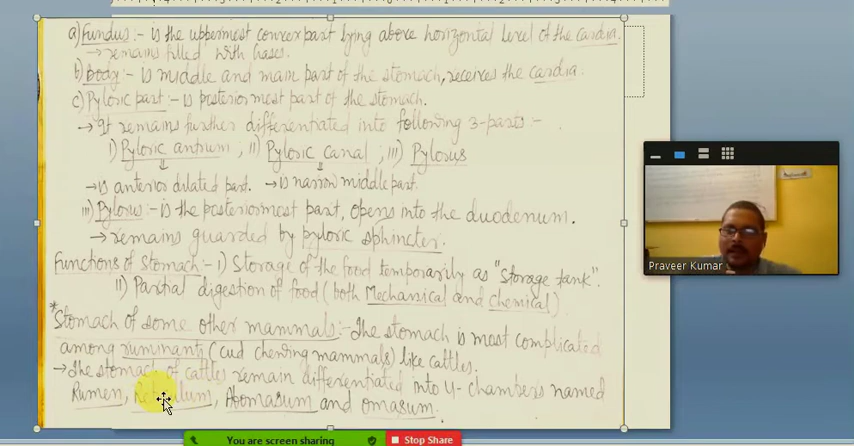 a) Fundus :- is the uppermost convex part lying above horizontal level of the cardia.
→ remains filled with Gases.
b) body :- is middle and main part of the stomach, receives the cardia.
c) Pyloric part :- is posteriormost part of the stomach.
→ It remains further differentiated into following 3-parts :-
i) Pyloric antrum, ii) Pyloric canal ; iii) Pylorus
→ is anterior dilated part. → is narrow middle part.
iii) Pylorus :- is the posteriormost part, opens into the duodenum.
→ remains guarded by pyloric sphincter.
Functions of stomach - i) Storage of the food temporarily as "Storage tank".
ii) Partial digestion of food (both Mechanical and Chemical)
*Stomach of some other mammals :- The stomach is most complicated
among ruminants (cud chewing mammals) like cattles.
→ The stomach of cattles remain differentiated into 4- chambers named
Rumen, Reticulum, Abomasum and omasum.
Praveer Kumar
You are screen sharing
Stop Share